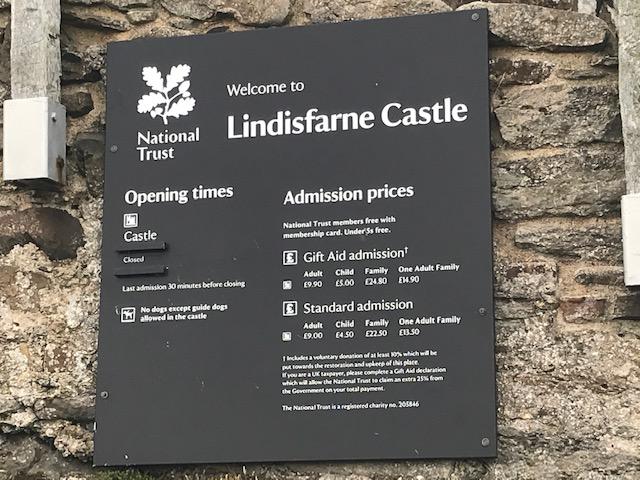 National
Trust
Welcome to
Lindisfarne Castle
Opening times
Castle
Closed
Last admission 30 minutes before closing
No dogs except guide dogs
allowed in the castle
Admission prices
National Trust members free with
membership card. Under 5s free.
£ Gift Aid admission†
Adult Child Family One Adult Family
£9.90 £5.00 £24.80 £14.90
£ Standard admission
Adult Child Family One Adult Family
£9.00 £4.50 £22.50 £13.50
† Includes a voluntary donation of at least 10% which will be
put towards the restoration and upkeep of this place.
If you are a UK taxpayer, please complete a Gift Aid declaration
which will allow the National Trust to claim an extra 25% from
the Government on your total payment.
The National Trust is a registered charity no. 205846